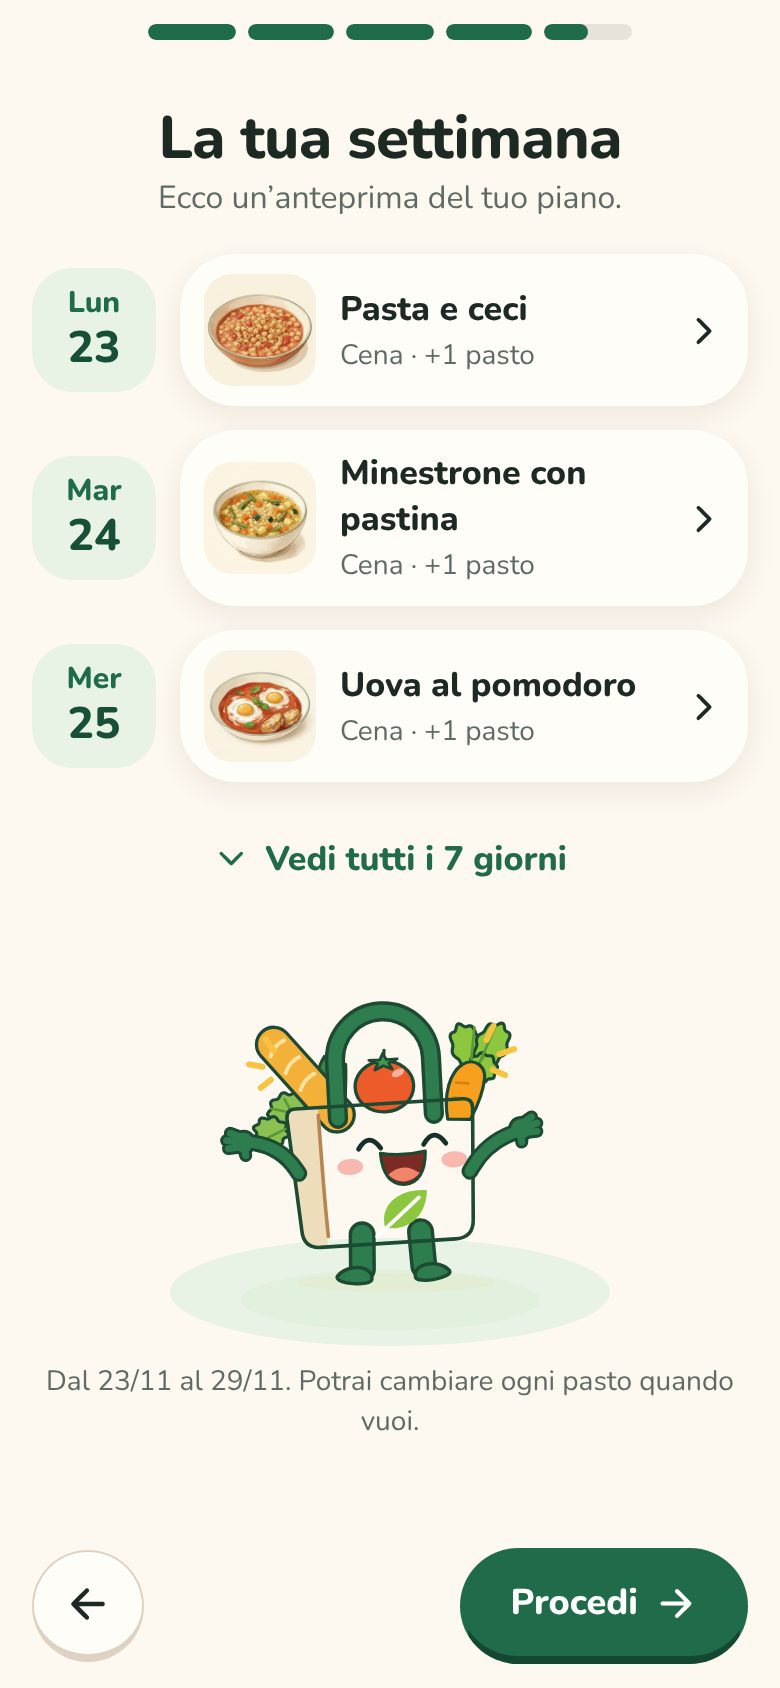 La tua settimana
Ecco un’anteprima del tuo piano.
Lun
23
Pasta e ceci
Cena · +1 pasto
Mar
24
Minestrone con
pastina
Cena · +1 pasto
Mer
25
Uova al pomodoro
Cena · +1 pasto
Vedi tutti i 7 giorni
Dal 23/11 al 29/11. Potrai cambiare ogni pasto quando
vuoi.
Procedi